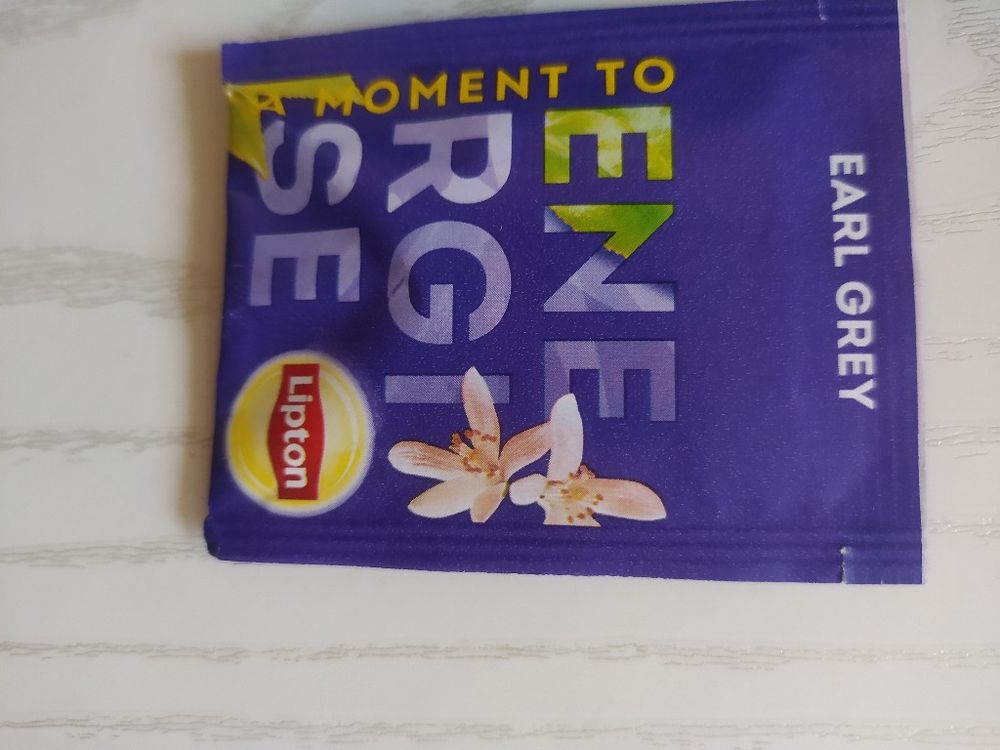 EARL GREY
A MOMENT TO
ENE
RGI
SE
Lipton